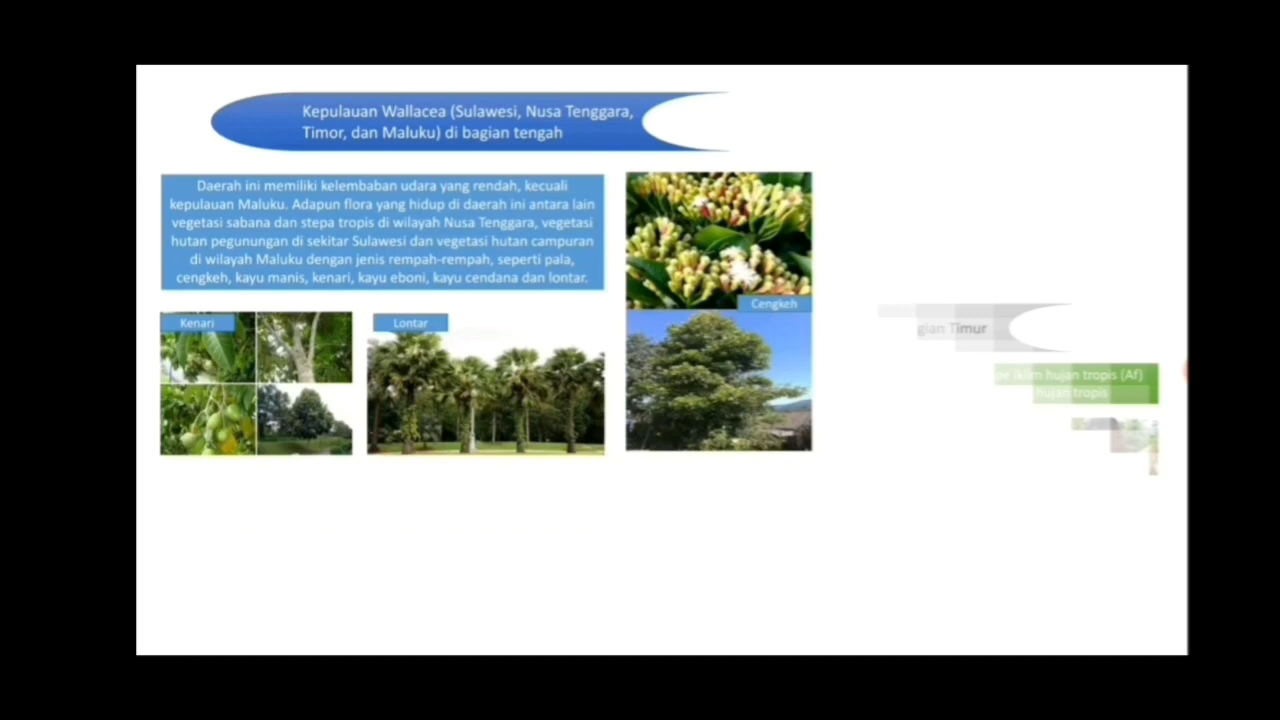 Kepulauan Wallacea (Sulawesi, Nusa Tenggara,
Timor, dan Maluku) di bagian tengah
Daerah ini memiliki kelembaban udara yang rendah, kecuali
kepulauan Maluku. Adapun flora yang hidup di daerah ini antara lain
vegetasi sabana dan stepa tropis di wilayah Nusa Tenggara, vegetasi
hutan pegunungan di sekitar Sulawesi dan vegetasi hutan campuran
di wilayah Maluku dengan jenis rempah-rempah, seperti pala,
cengkeh, kayu manis, kenari, kayu eboni, kayu cendana dan lontar.
Kenari
Lontar
Cengkeh
gian Timur
pe iklim hujan tropis (Af)
hujan tropis